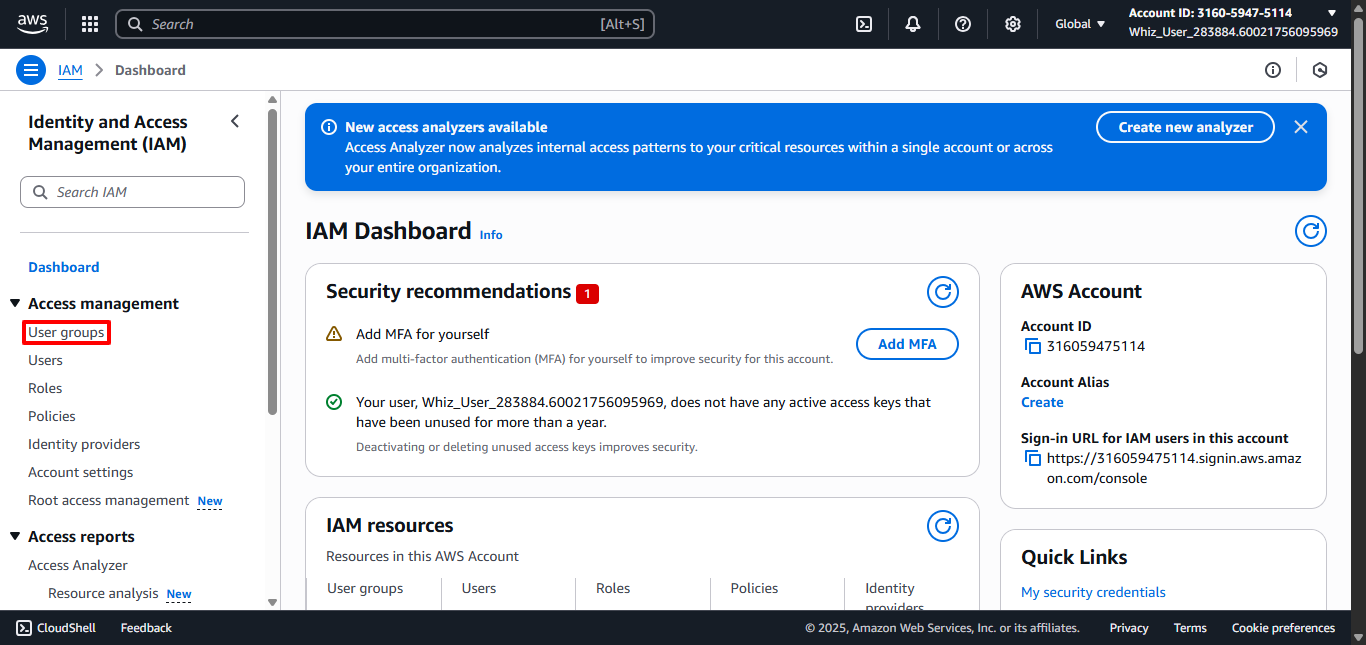 aws
Search
[Alt+S]
Global
Account ID: 3160-5947-5114
Whiz_User_283884.60021756095969
IAM
Dashboard
Identity and Access
Management (IAM)
Search IAM
Dashboard
Access management
User groups
Users
Roles
Policies
Identity providers
Account settings
Root access management New
Access reports
Access Analyzer
Resource analysis New
New access analyzers available
Access Analyzer now analyzes internal access patterns to your critical resources within a single account or across
your entire organization.
Create new analyzer
IAM Dashboard Info
Security recommendations 1
Add MFA for yourself
Add multi-factor authentication (MFA) for yourself to improve security for this account.
Add MFA
Your user, Whiz_User_283884.60021756095969, does not have any active access keys that
have been unused for more than a year.
Deactivating or deleting unused access keys improves security.
IAM resources
Resources in this AWS Account
User groups
Users
Roles
Policies
Identity
providers
AWS Account
Account ID
316059475114
Account Alias
Create
Sign-in URL for IAM users in this account
https://316059475114.signin.aws.amaz
on.com/console
Quick Links
My security credentials
CloudShell
Feedback
© 2025, Amazon Web Services, Inc. or its affiliates.
Privacy
Terms
Cookie preferences